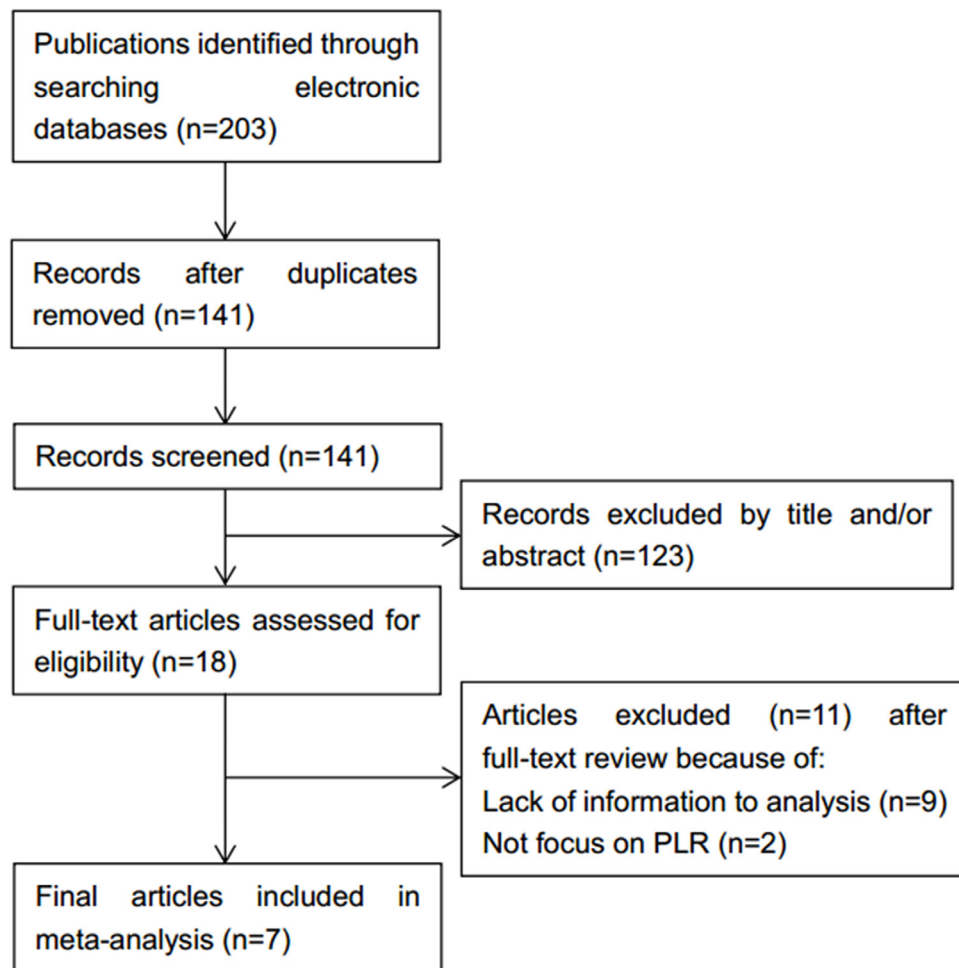 Publications identified through
searching electronic
databases (n=203)
Records after duplicates
removed (n=141)
Records screened (n=141)
Records excluded by title and/or
abstract (n=123)
Full-text articles assessed for
eligibility (n=18)
Articles excluded (n=11) after
full-text review because of:
Lack of information to analysis (n=9)
Not focus on PLR (n=2)
Final articles included in
meta-analysis (n=7)